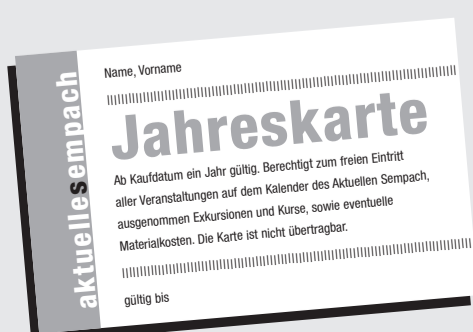 aktuellesempach
Name, Vorname
Jahreskarte
Ab Kaufdatum ein Jahr gültig. Berechtigt zum freien Eintritt
aller Veranstaltungen auf dem Kalender des Aktuellen Sempach,
ausgenommen Exkursionen und Kurse, sowie eventuelle
Materialkosten. Die Karte ist nicht übertragbar.
gültig bis